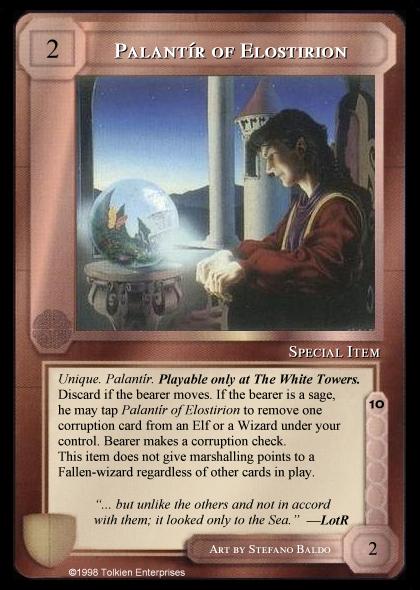 2
Palantír of Elostirion
Special Item
Unique. Palantír. Playable only at The White Towers.
Discard if the bearer moves. If the bearer is a sage,
he may tap Palantír of Elostirion to remove one
corruption card from an Elf or a Wizard under your
control. Bearer makes a corruption check.
This item does not give marshalling points to a
Fallen-wizard regardless of other cards in play.
10
“... but unlike the others and not in accord
with them; it looked only to the Sea.” —LotR
Art by Stefano Baldo
2
©1998 Tolkien Enterprises